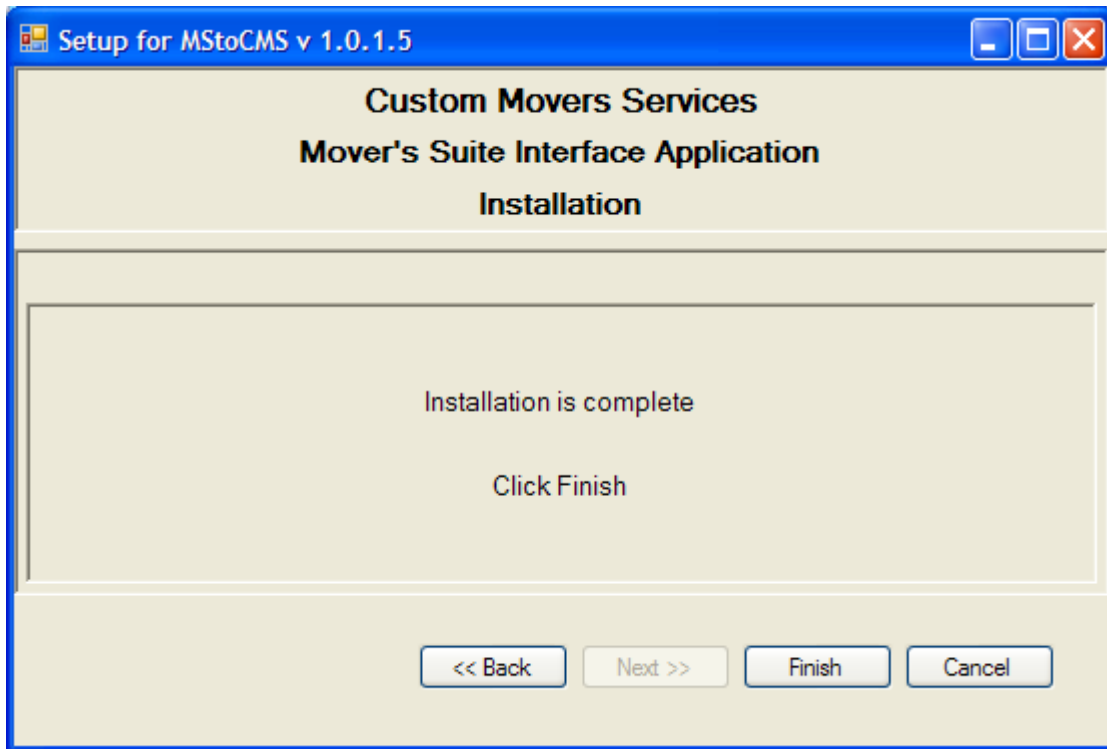 Setup for MStoCMS v 1.0.1.5
Custom Movers Services
Mover's Suite Interface Application
Installation
Installation is complete
Click Finish
<< Back Next >> Finish Cancel